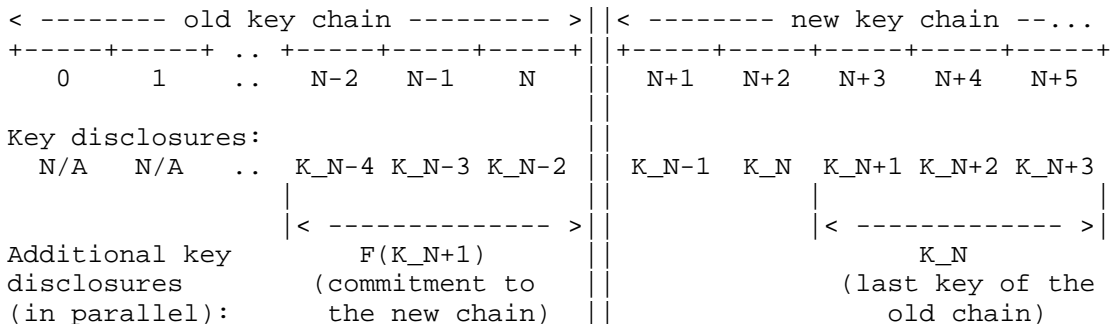 < -------- old key chain --------- >||< -------- new key chain --...
+-----+-----+ .. +-----+-----+-----+||+-----+-----+-----+-----+-----+
0 1 .. N-2 N-1 N || N+1 N+2 N+3 N+4 N+5
||
Key disclosures: ||
N/A N/A .. K_N-4 K_N-3 K_N-2 || K_N-1 K_N K_N+1 K_N+2 K_N+3
| || | |
|< -------------- >|| |< ------------- >|
Additional key F(K_N+1) || K_N
disclosures (commitment to || (last key of the
(in parallel): the new chain) || old chain)